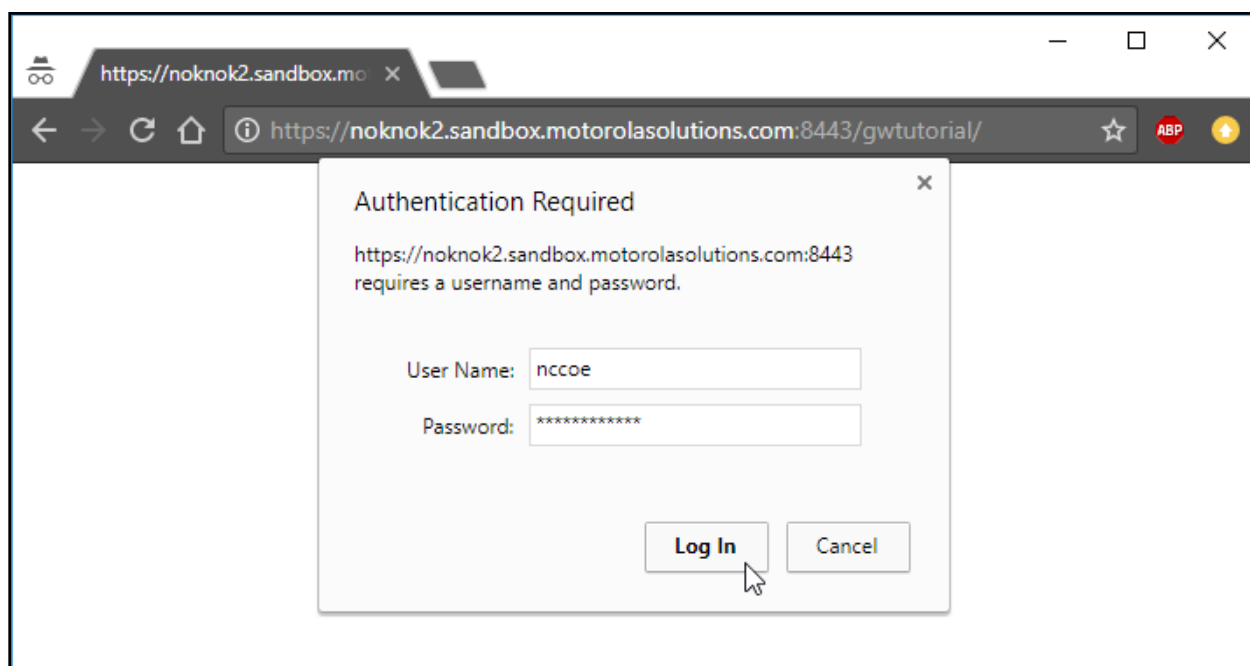 https://noknok2.sandbox.mo
https://noknok2.sandbox.motorolasolutions.com:8443/gwtutorial/
ABP
Authentication Required
https://noknok2.sandbox.motorolasolutions.com:8443
requires a username and password.
User Name: nccoe
Password: ************
Log In Cancel